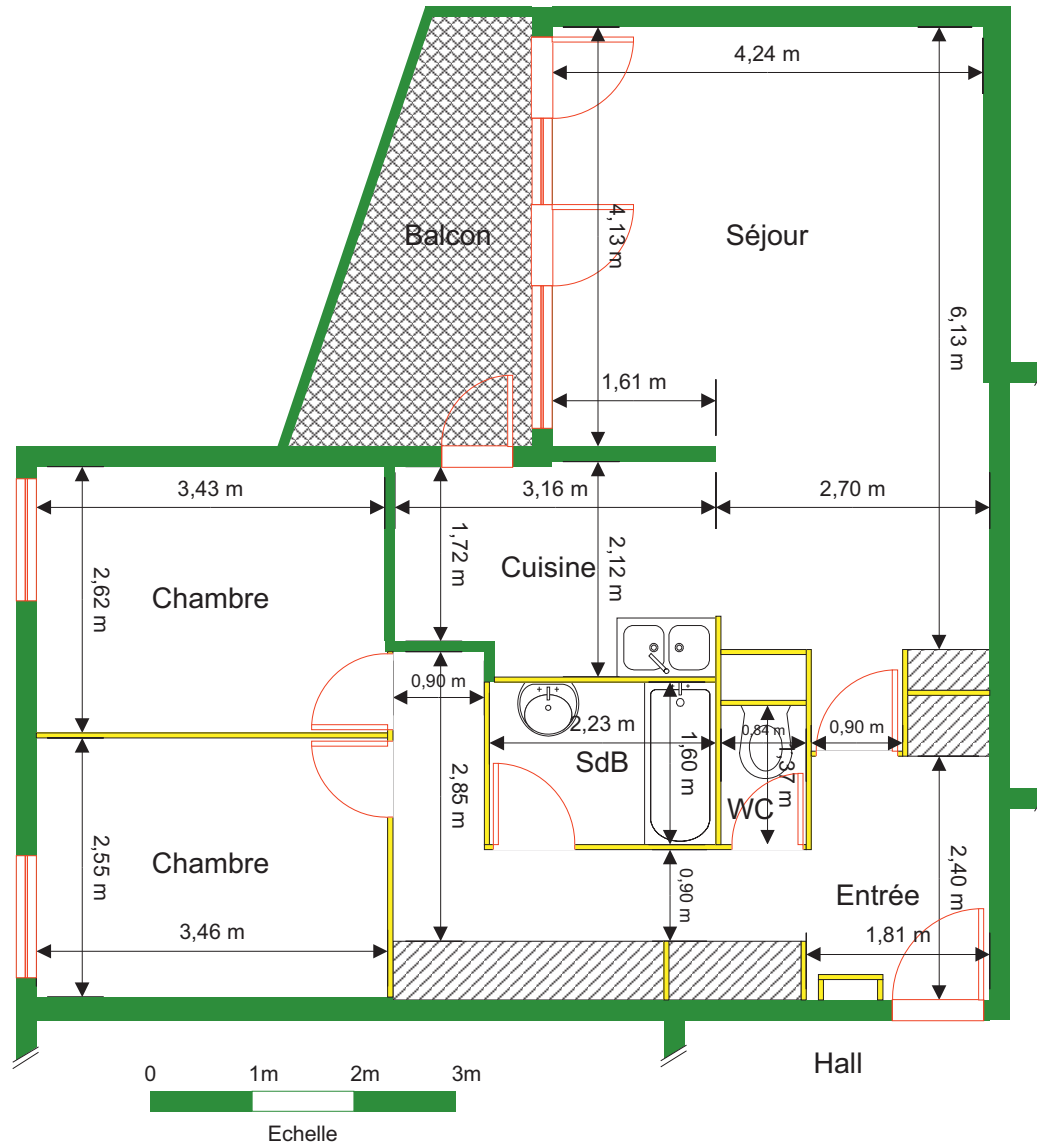 4,24 m
Balcon
4,13 m
Séjour
6,13 m
1,61 m
3,43 m
3,16 m
2,70 m
1,72 m
2,12 m
Cuisine
2,62 m
Chambre
0,90 m
2,23 m
SdB
1,60 m
0,84 m
1,37 m
WC
0,90 m
2,85 m
2,55 m
Chambre
0,90 m
Entrée
2,40 m
3,46 m
1,81 m
Hall
0 1m 2m 3m
Echelle